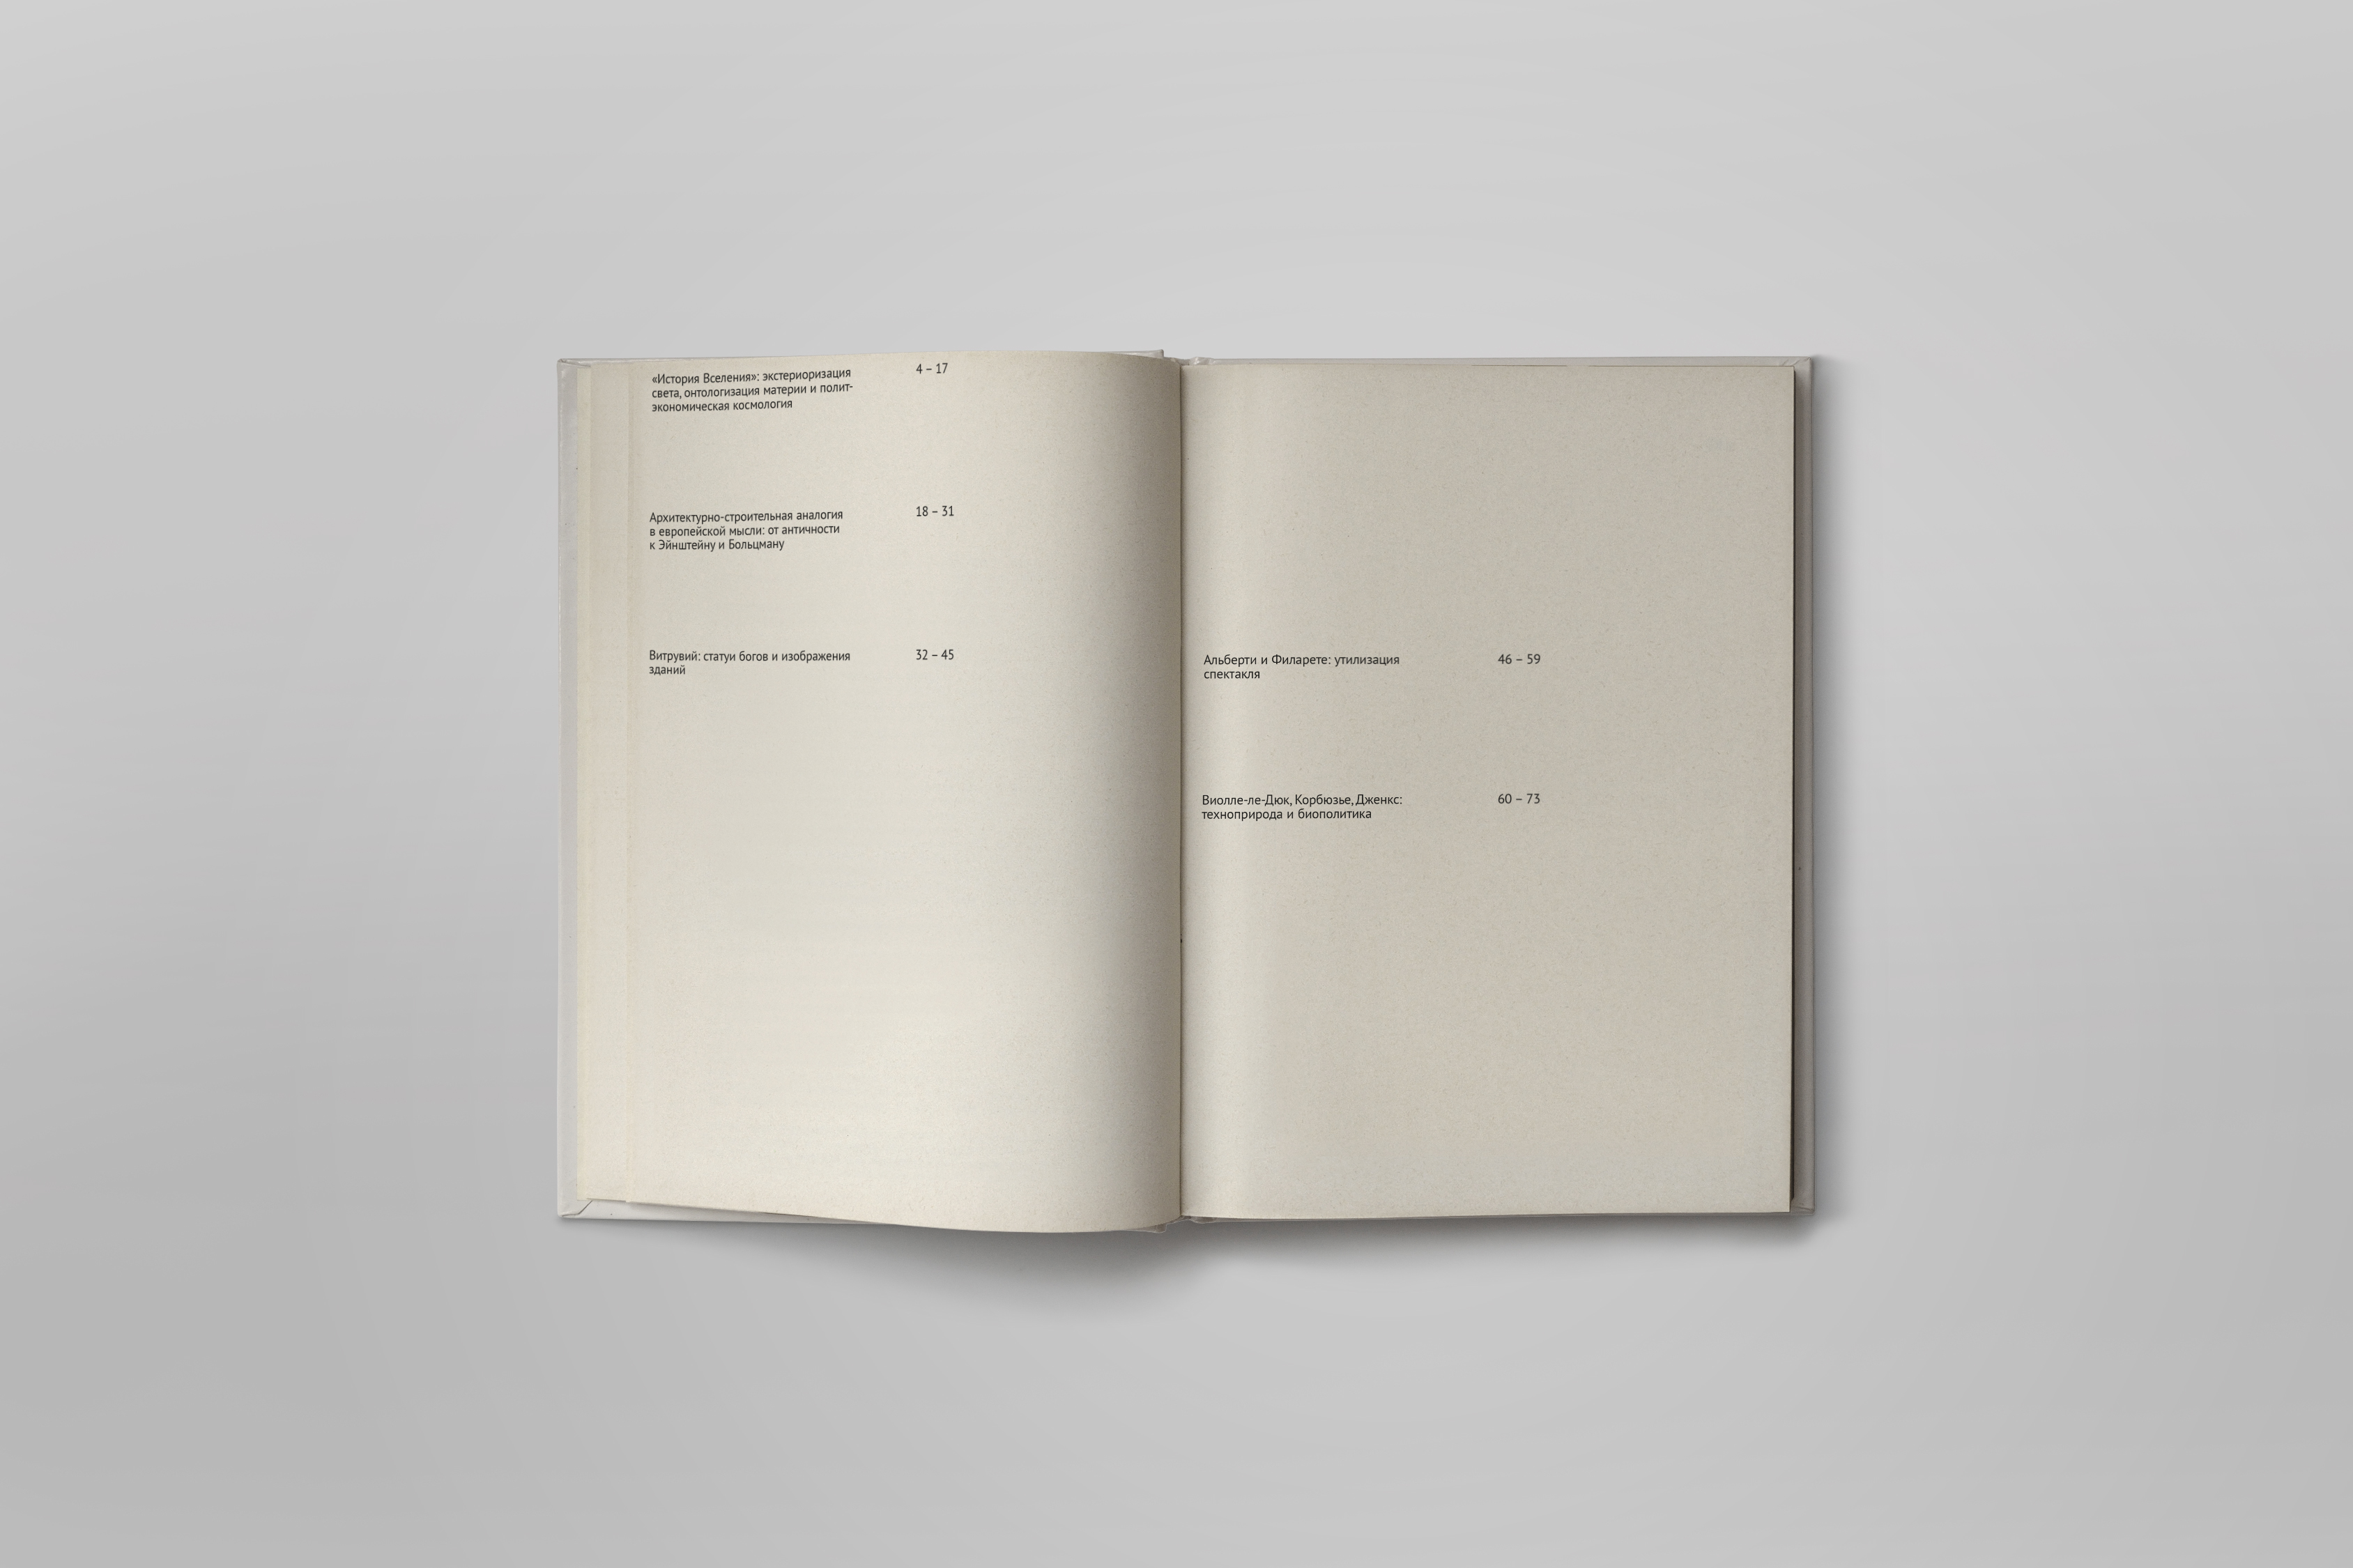 «История Вселения»: экстериоризация
света, онтологизация материи и полит-
экономическая космология
4 – 17
Архитектурно-строительная аналогия
в европейской мысли: от античности
к Эйнштейну и Больцману
18 – 31
Витрувий: статуи богов и изображения
зданий
32 – 45
Альберти и Филарете: утилизация
спектакля
46 – 59
Виолле-ле-Дюк, Корбюзье, Дженкс:
техноприрода и биополитика
60 – 73